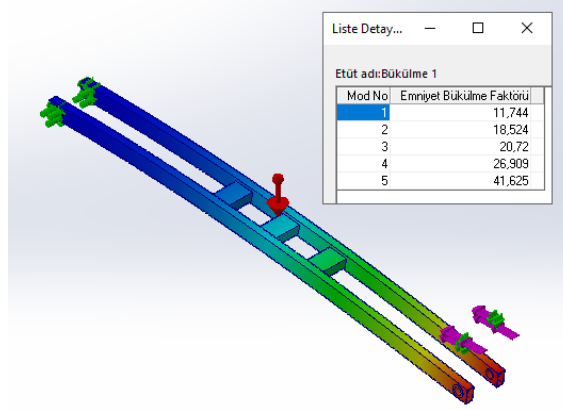 Liste Detay...
Etüt adı:Bükülme 1
Mod No Emniyet Bükülme Faktörü
1 11,744
2 18,524
3 20,72
4 26,909
5 41,625